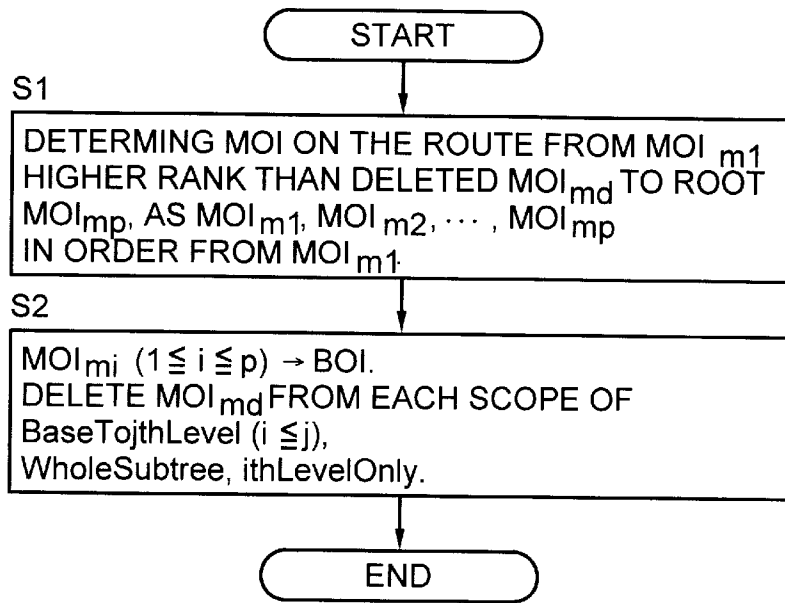 START
S1
DETERMING MOI ON THE ROUTE FROM MOI m1
HIGHER RANK THAN DELETED MOImd TO ROOT
MOImp, AS MOIm1, MOIm2, ··· , MOImp
IN ORDER FROM MOIm1.
S2
MOImi (1 ≦ i ≦ p) → BOI.
DELETE MOImd FROM EACH SCOPE OF
BaseTojthLevel (i ≦ j),
WholeSubtree, ithLevelOnly.
END